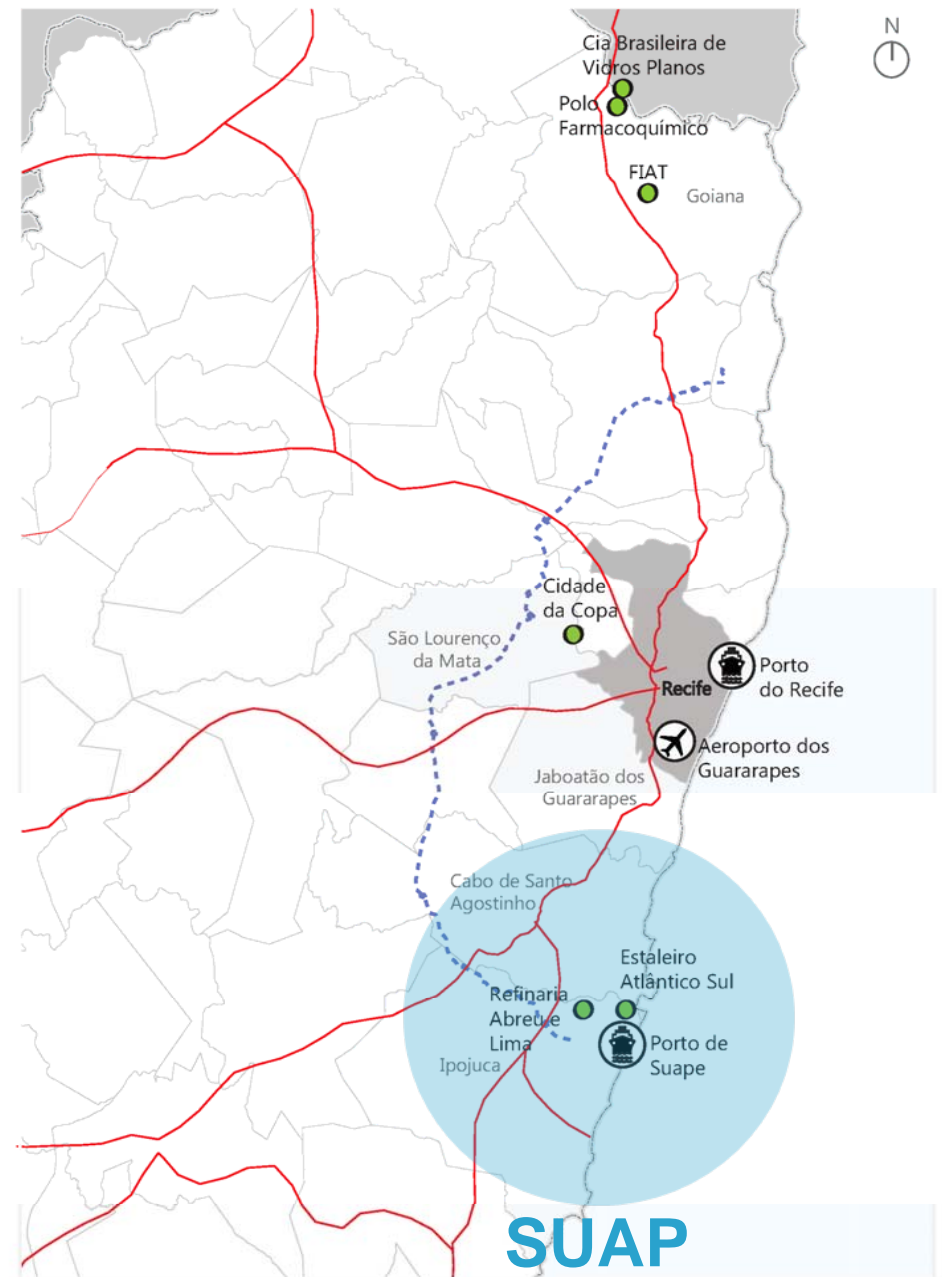 N
Cia Brasileira de
Vidros Planos
Polo
Farmacoquímico
FIAT
Goiana
Cidade
da Copa
São Lourenço
da Mata
Recife
Porto
do Recife
Aeroporto dos
Guararapes
Jaboatão dos
Guararapes
Cabo de Santo
Agostinho
Estaleiro
Atlântico Sul
Refinaria
Abreu e
Lima
Porto de
Suape
Ipojuca
SUAP